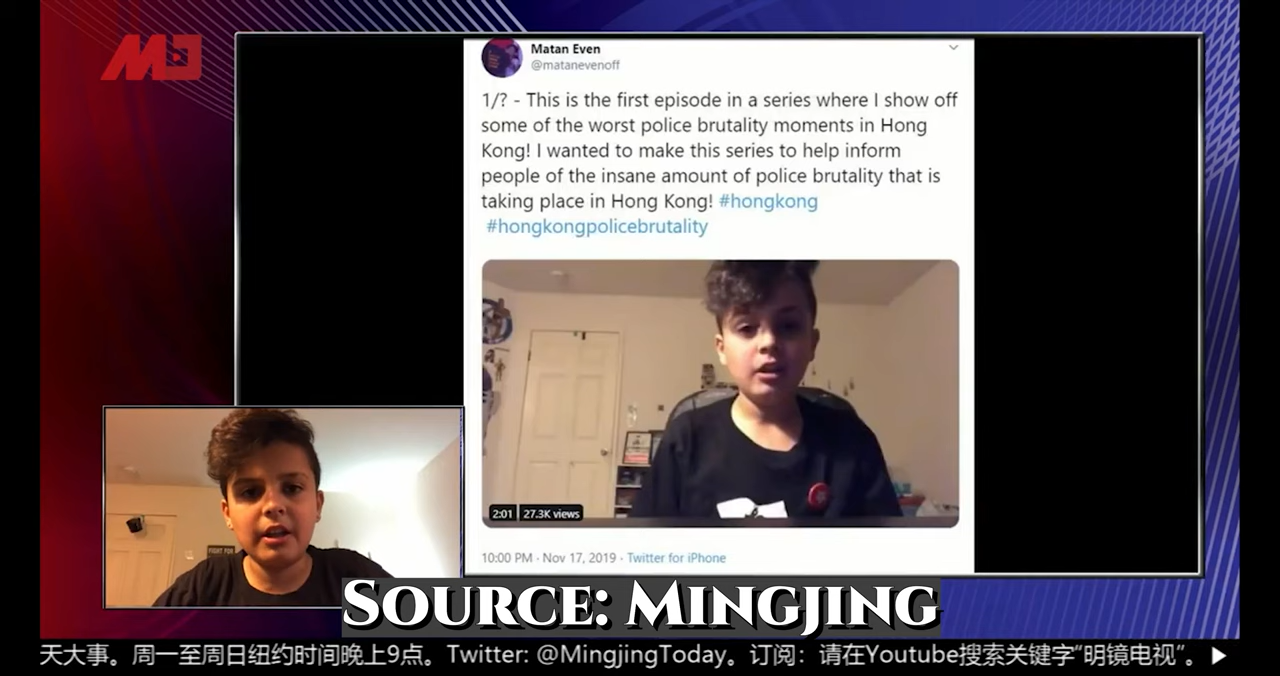 Matan Even
@matanevenoff
1/? - This is the first episode in a series where I show off
some of the worst police brutality moments in Hong
Kong! I wanted to make this series to help inform
people of the insane amount of police brutality that is
taking place in Hong Kong! #hongkong
#hongkongpolicebrutality
2:01 27.3K views
10:00 PM · Nov 17, 2019 · Twitter for iPhone
FIGHT FOR
SOURCE: MINGJING
天大事。周一至周日纽约时间晚上9点。Twitter: @MingjingToday。订阅：请在Youtube搜索关键字“明镜电视”。